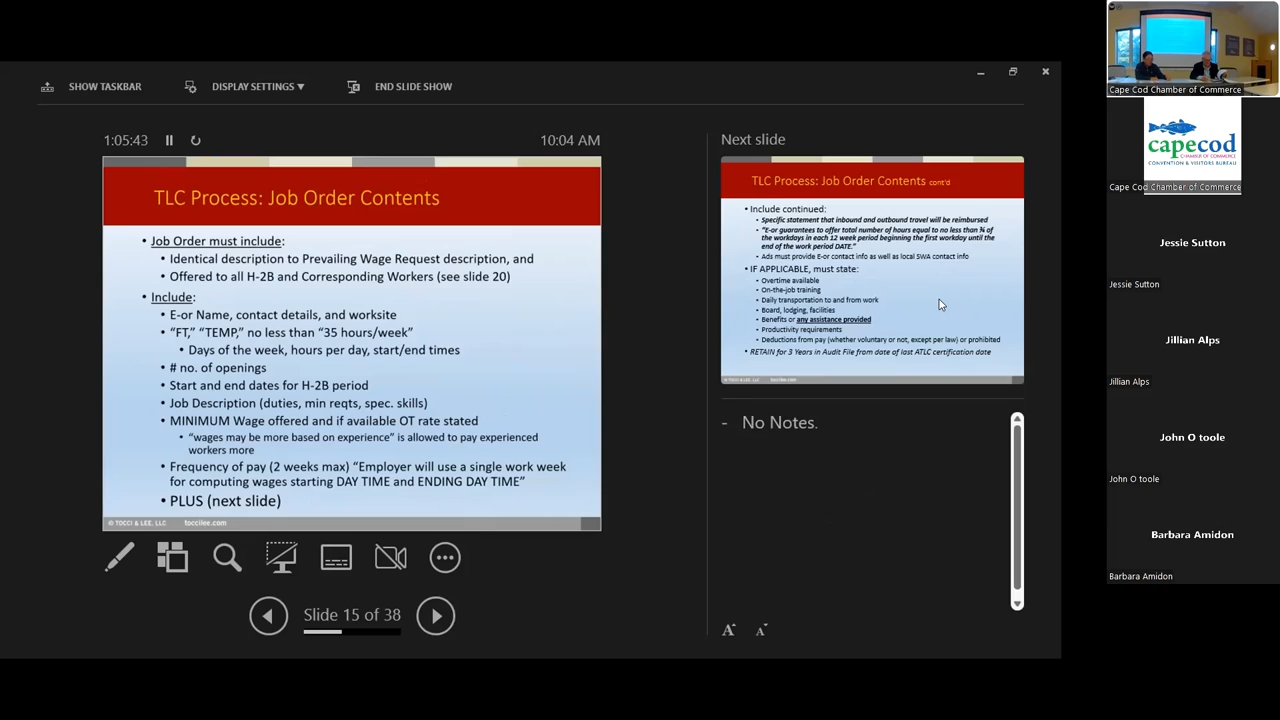 SHOW TASKBAR
DISPLAY SETTINGS ▼
END SLIDE SHOW
1:05:43
10:04 AM
TLC Process: Job Order Contents
• Job Order must include:
• Identical description to Prevailing Wage Request description, and
• Offered to all H-2B and Corresponding Workers (see slide 20)
• Include:
• E-or Name, contact details, and worksite
• “FT,” “TEMP,” no less than “35 hours/week”
• Days of the week, hours per day, start/end times
• # no. of openings
• Start and end dates for H-2B period
• Job Description (duties, min reqts, spec. skills)
• MINIMUM Wage offered and if available OT rate stated
• “wages may be more based on experience” is allowed to pay experienced
workers more
• Frequency of pay (2 weeks max) “Employer will use a single work week
for computing wages starting DAY TIME and ENDING DAY TIME”
• PLUS (next slide)
© TOCCI & LEE, LLC toccilee.com
Slide 15 of 38
Next slide
TLC Process: Job Order Contents cont'd
• Include continued:
• Specific statement that inbound and outbound travel will be reimbursed
• “E-or guarantees to offer total number of hours equal to no less than ¾ of
the workdays in each 12 week period beginning the first workday until the
end of the work period DATE.”
• Ads must provide E-or contact info as well as local SWA contact info
• IF APPLICABLE, must state:
• Overtime available
• On-the-job training
• Daily transportation to and from work
• Board, lodging, facilities
• Benefits or any assistance provided
• Productivity requirements
• Deductions from pay (whether voluntary or not, except per law) or prohibited
• RETAIN for 3 Years in Audit File from date of last ATLC certification date
© TOCCI & LEE, LLC toccilee.com
- No Notes.
A A
Cape Cod Chamber of Commerce
capecod
CHAMBER OF COMMERCE
CONVENTION & VISITORS BUREAU
Cape Cod Chamber of Commerce
Jessie Sutton
Jessie Sutton
Jillian Alps
Jillian Alps
John O toole
John O toole
Barbara Amidon
Barbara Amidon